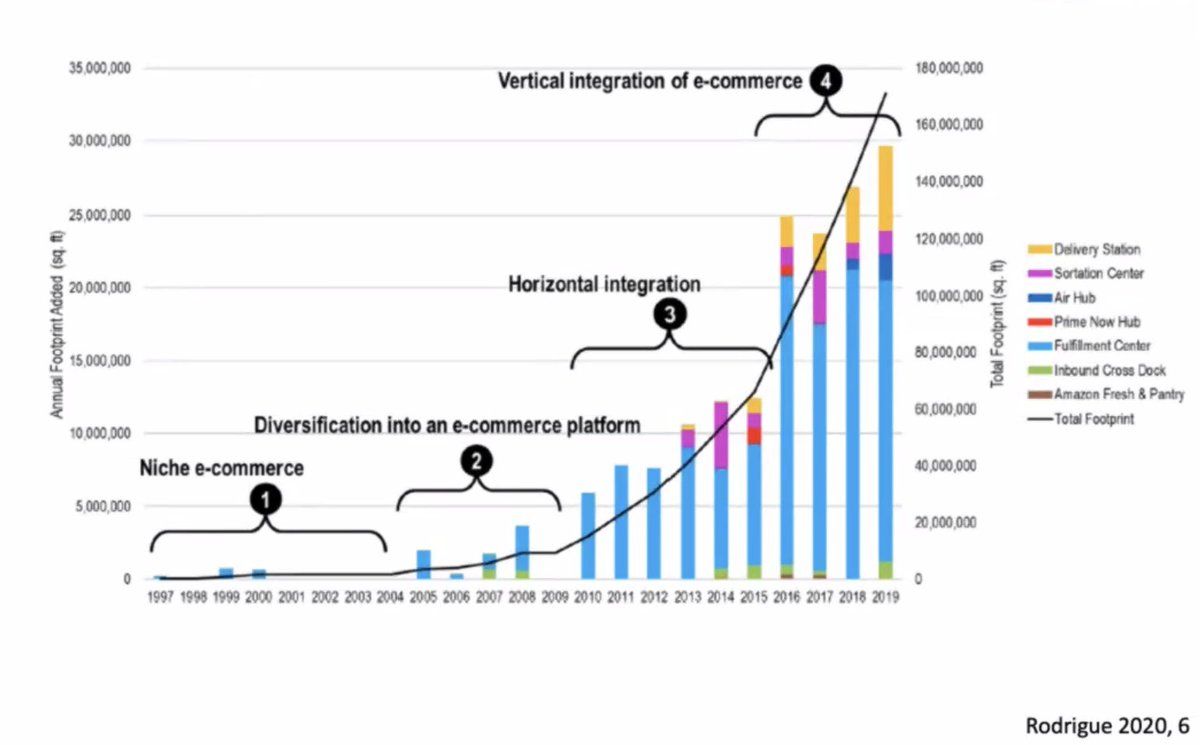 Vertical integration of e-commerce 4
Horizontal integration
3
Diversification into an e-commerce platform
2
Niche e-commerce
1
35,000,000
30,000,000
25,000,000
20,000,000
15,000,000
10,000,000
5,000,000
0
Annual Footprint Added (sq. ft)
180,000,000
160,000,000
140,000,000
120,000,000
100,000,000
80,000,000
60,000,000
40,000,000
20,000,000
0
Total Footprint (sq. ft)
1997 1998 1999 2000 2001 2002 2003 2004 2005 2006 2007 2008 2009 2010 2011 2012 2013 2014 2015 2016 2017 2018 2019
Delivery Station
Sortation Center
Air Hub
Prime Now Hub
Fulfillment Center
Inbound Cross Dock
Amazon Fresh & Pantry
Total Footprint
Rodrigue 2020, 6